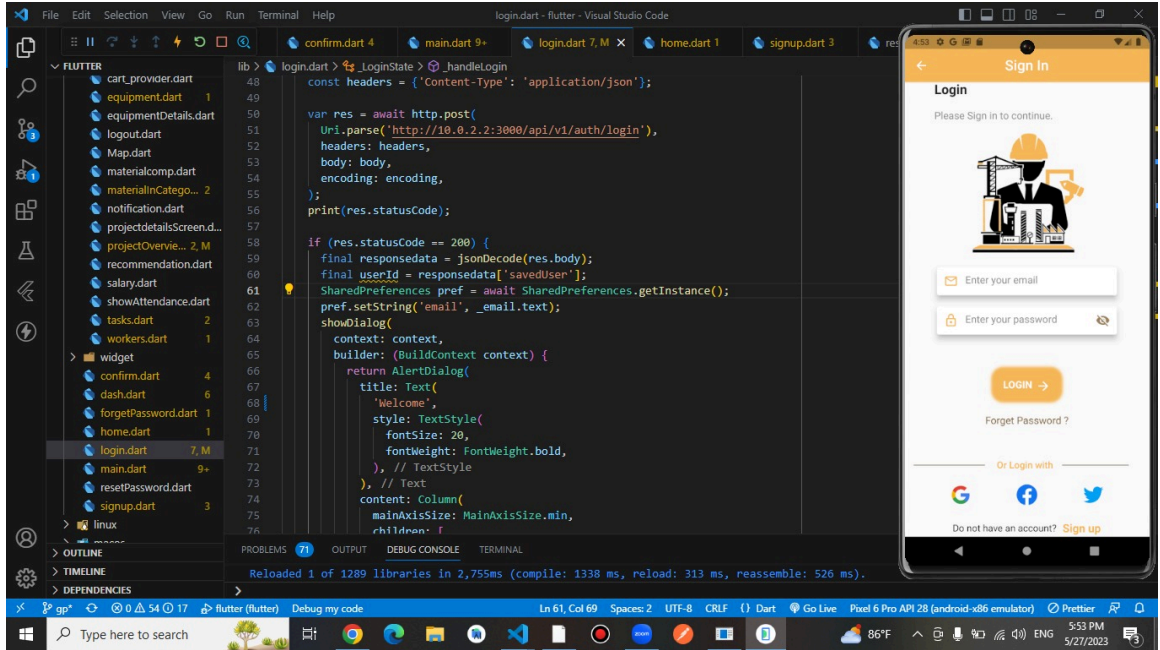 File Edit Selection View Go Run Terminal Help
login.dart - flutter - Visual Studio Code
confirm.dart 4 main.dart 9+ login.dart 7, M home.dart 1 signup.dart 3 res
FLUTTER
cart_provider.dart
equipment.dart 1
equipmentDetails.dart
logout.dart
Map.dart
materialcomp.dart
materialInCatego... 2
notification.dart
projectdetailsScreen.d...
projectOvervie... 2, M
recommendation.dart
salary.dart
showAttendance.dart
tasks.dart 2
workers.dart 1
widget
confirm.dart 4
dash.dart 6
forgetPassword.dart 1
home.dart 1
login.dart 7, M
main.dart 9+
resetPassword.dart
signup.dart 3
linux
macos
OUTLINE
TIMELINE
DEPENDENCIES
3
1
lib > login.dart > _LoginState > _handleLogin
48 const headers = {'Content-Type': 'application/json'};
49
50 var res = await http.post(
51 Uri.parse('http://10.0.2.2:3000/api/v1/auth/login'),
52 headers: headers,
53 body: body,
54 encoding: encoding,
55 );
56 print(res.statusCode);
57
58 if (res.statusCode == 200) {
59 final responsedata = jsonDecode(res.body);
60 final userId = responsedata['savedUser'];
61 SharedPreferences pref = await SharedPreferences.getInstance();
62 pref.setString('email', _email.text);
63 showDialog(
64 context: context,
65 builder: (BuildContext context) {
66 return AlertDialog(
67 title: Text(
68 'Welcome',
69 style: TextStyle(
70 fontSize: 20,
71 fontWeight: FontWeight.bold,
72 ), // TextStyle
73 ), // Text
74 content: Column(
75 mainAxisSize: MainAxisSize.min,
76 children: [
PROBLEMS 71 OUTPUT DEBUG CONSOLE TERMINAL
Reloaded 1 of 1289 libraries in 2,755ms (compile: 1338 ms, reload: 313 ms, reassemble: 526 ms).
>
4:53 G
Sign In
Login
Please Sign in to continue.
Enter your email
Enter your password
LOGIN →
Forget Password ?
Or Login with
Do not have an account? Sign up
gp* 0 54 17 flutter (flutter) Debug my code Ln 61, Col 69 Spaces: 2 UTF-8 CRLF {} Dart Go Live Pixel 6 Pro API 28 (android-x86 emulator) Prettier
Type here to search
zoom
86°F ENG 5:53 PM
5/27/2023
3